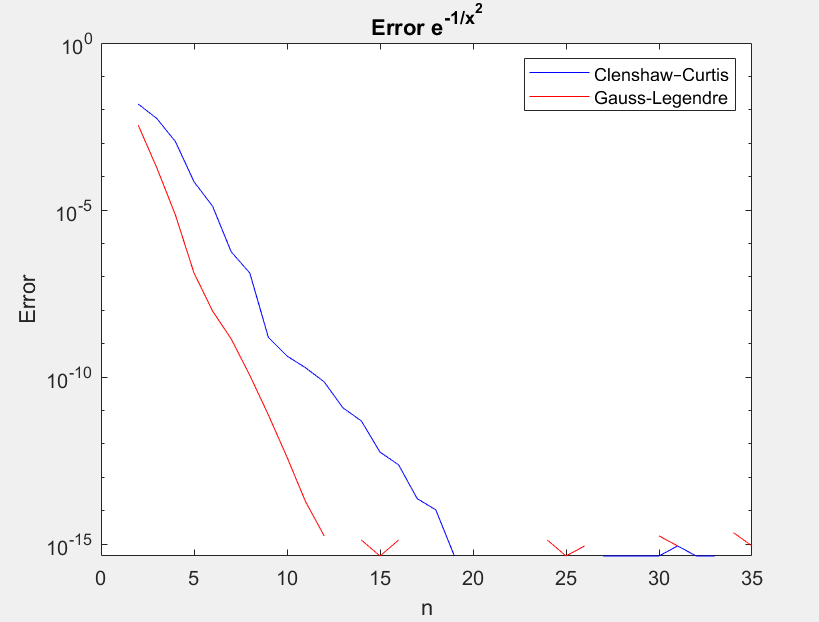 Error e^-1/x^2
10^0
Clenshaw-Curtis
Gauss-Legendre
10^-5
Error
10^-10
10^-15
0 5 10 15 20 25 30 35
n